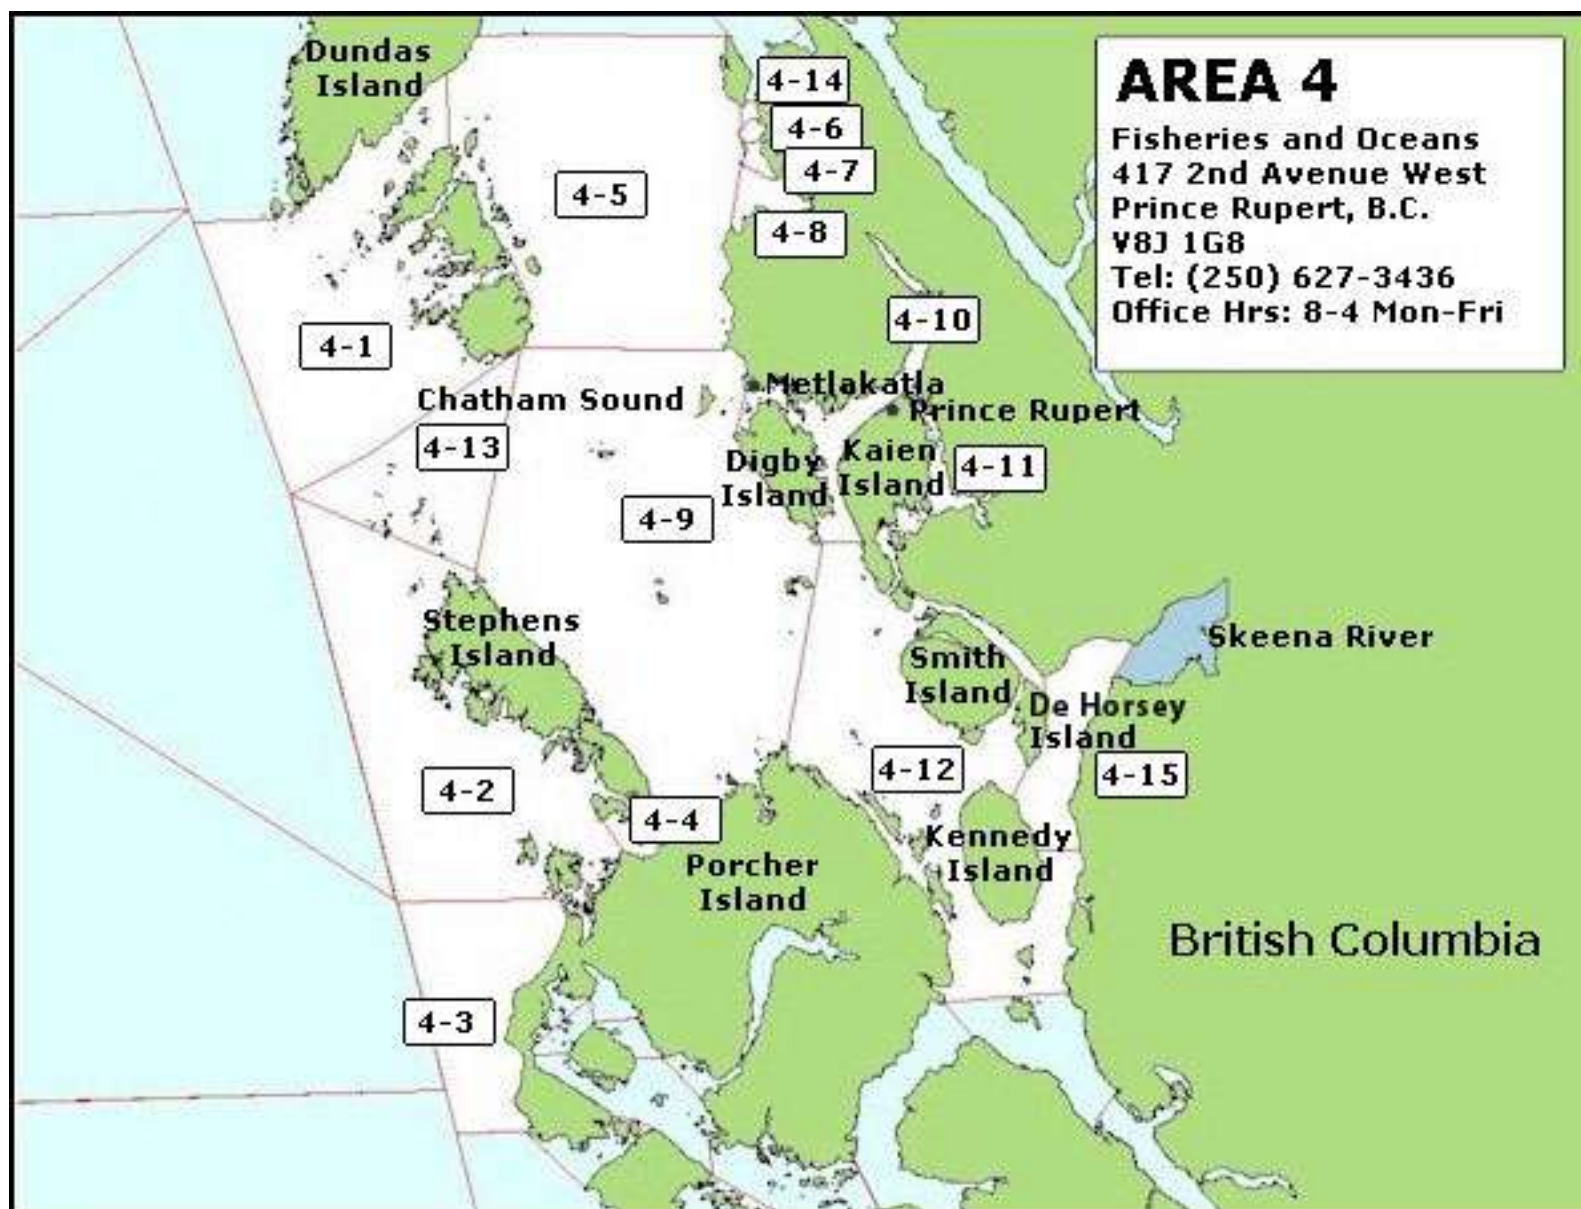 Dundas
Island
4-14
4-6
4-7
4-5
4-8
AREA 4
Fisheries and Oceans
417 2nd Avenue West
Prince Rupert, B.C.
V8J 1G8
Tel: (250) 627-3436
Office Hrs: 8-4 Mon-Fri
4-10
4-1
Metlakatla
Chatham Sound
Prince Rupert
4-13
Digby
Island
Kaien
Island
4-11
4-9
Stephens
Island
Smith
Island
Skeena River
De Horsey
Island
4-12
4-15
4-2
4-4
Kennedy
Island
Porcher
Island
British Columbia
4-3